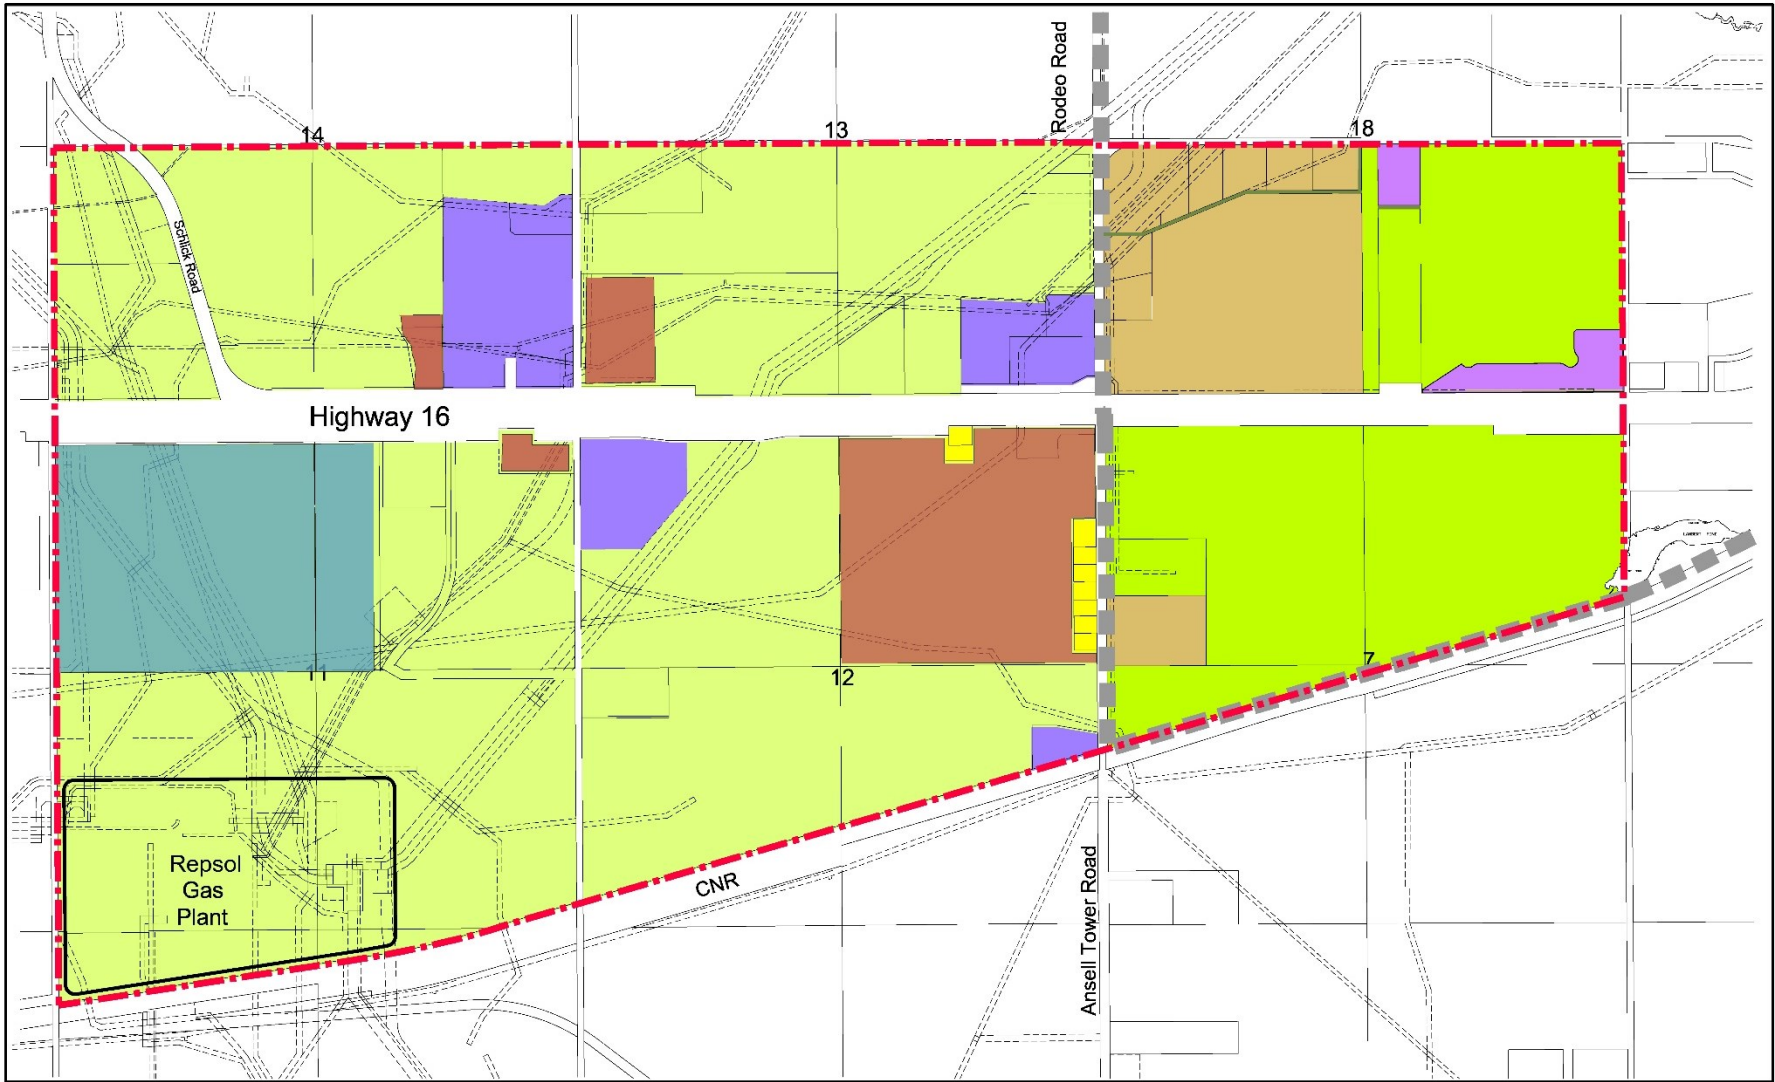 Rodeo Road
14
13
18
Schlick Road
Highway 16
11
12
7
Repsol
Gas
Plant
CNR
Ansell Tower Road